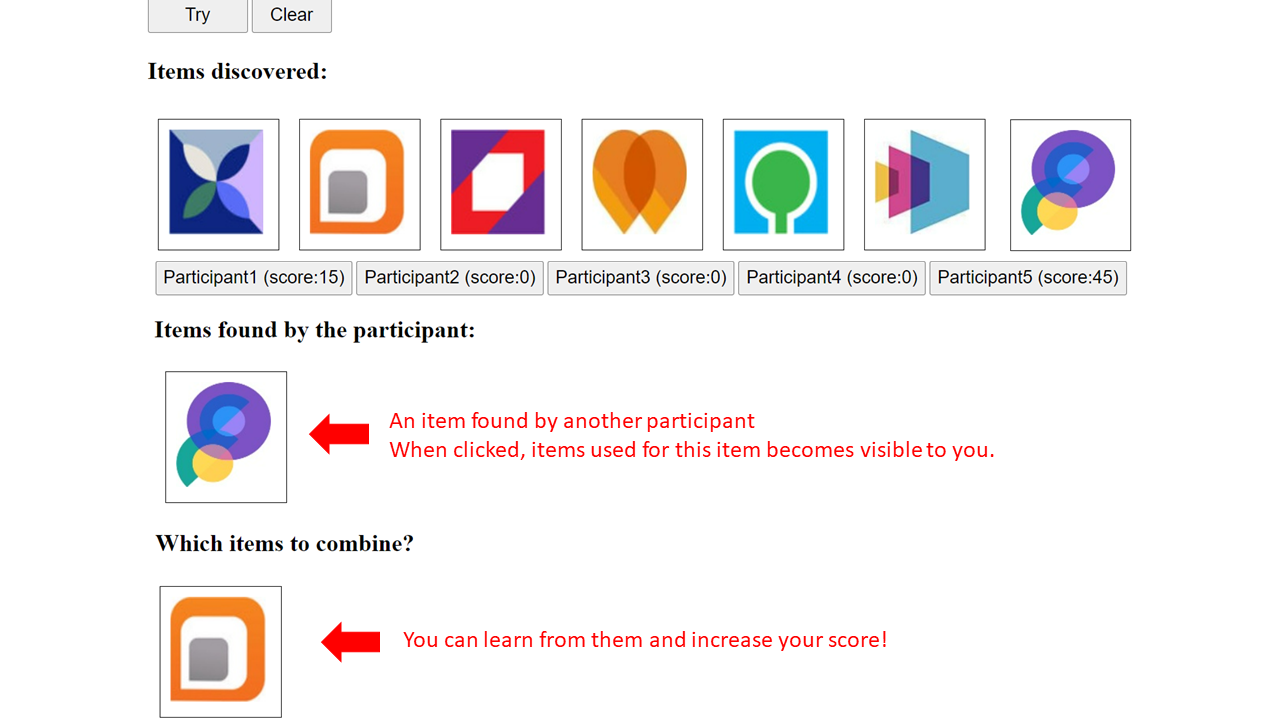 Try Clear
Items discovered:
Participant1 (score:15) Participant2 (score:0) Participant3 (score:0) Participant4 (score:0) Participant5 (score:45)
Items found by the participant:
An item found by another participant
When clicked, items used for this item becomes visible to you.
Which items to combine?
You can learn from them and increase your score!